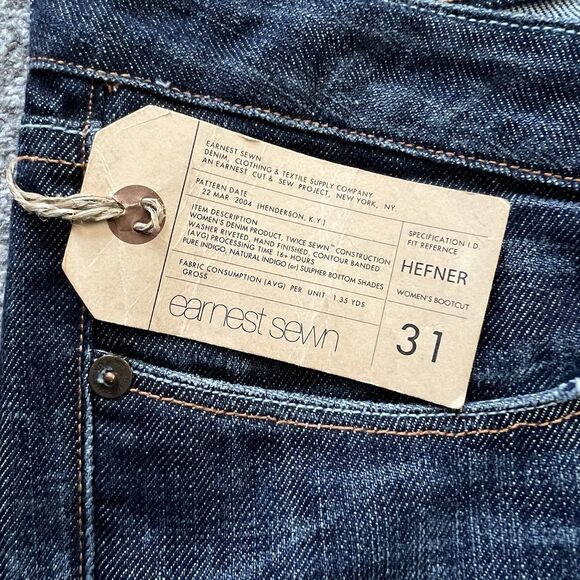 EARNEST SEWN
DENIM, CLOTHING & TEXTILE SUPPLY COMPANY
AN EARNEST CUT & SEW PROJECT, NEW YORK, NY
PATTERN DATE
22 MAR 2004 (HENDERSON, K.Y.)
ITEM DESCRIPTION
WOMEN'S DENIM PRODUCT, TWICE SEWN™ CONSTRUCTION
WASHER RIVETED, HAND FINISHED, CONTOUR BANDED
(AVG) PROCESSING TIME 16+ HOURS
PURE INDIGO, NATURAL INDIGO (or) SULPHER BOTTOM SHADES
FABRIC CONSUMPTION (AVG) PER UNIT 1.35 YDS
GROSS
earnest sewn
SPECIFICATION I.D.
FIT REFERNCE
HEFNER
WOMEN'S BOOTCUT
31